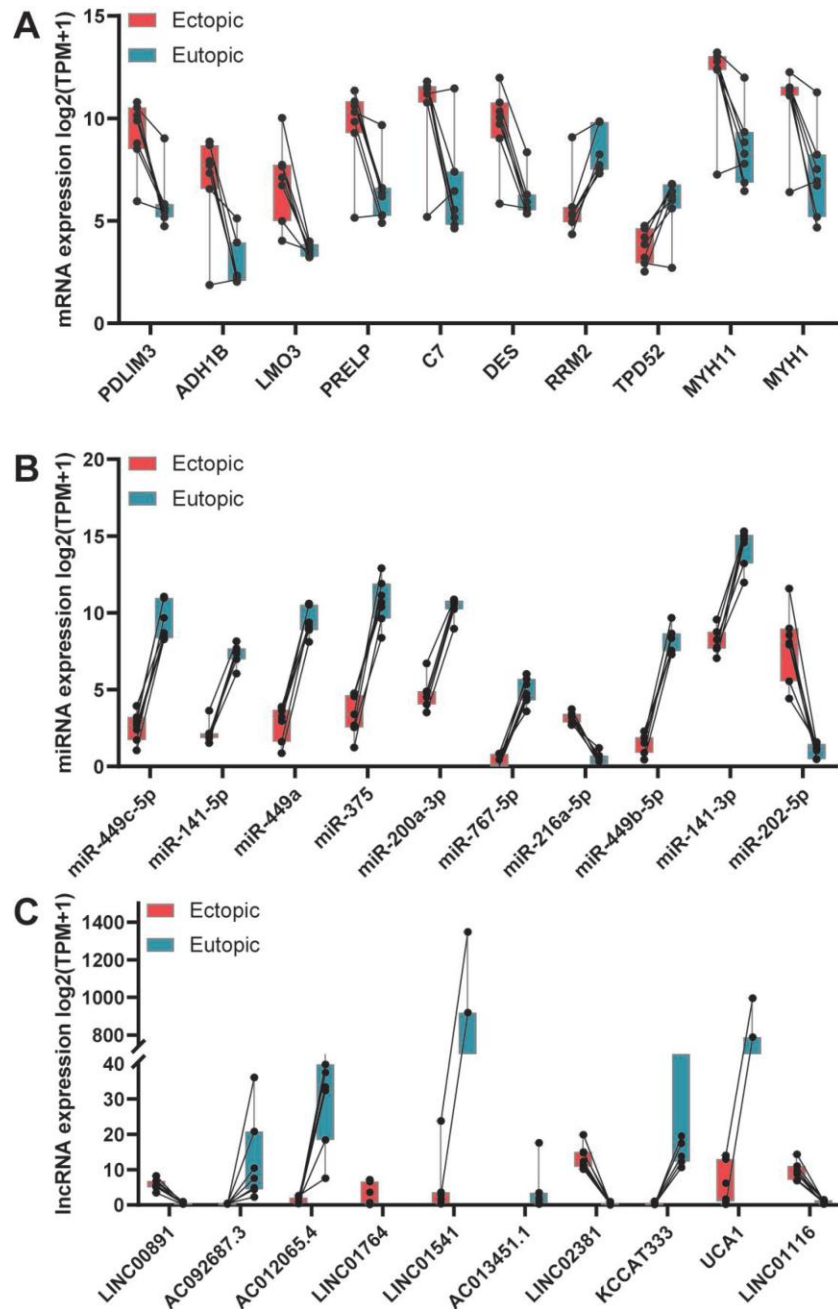 A
mRNA expression log2(TPM+1)
15
10
5
0
Ectopic
Eutopic
PDLIM3
ADH1B
LMO3
PRELP
C7
DES
RRM2
TPD52
MYH11
MYH1
B
miRNA expression log2(TPM+1)
20
15
10
5
0
Ectopic
Eutopic
miR-449c-5p
miR-141-5p
miR-449a
miR-375
miR-200a-3p
miR-767-5p
miR-216a-5p
miR-449b-5p
miR-141-3p
miR-202-5p
C
lncRNA expression log2(TPM+1)
1400
1200
1000
800
40
30
20
10
0
Ectopic
Eutopic
LINC00891
AC092687.3
AC012065.4
LINC01764
LINC01541
AC013451.1
LINC02381
KCCAT333
UCA1
LINC01116